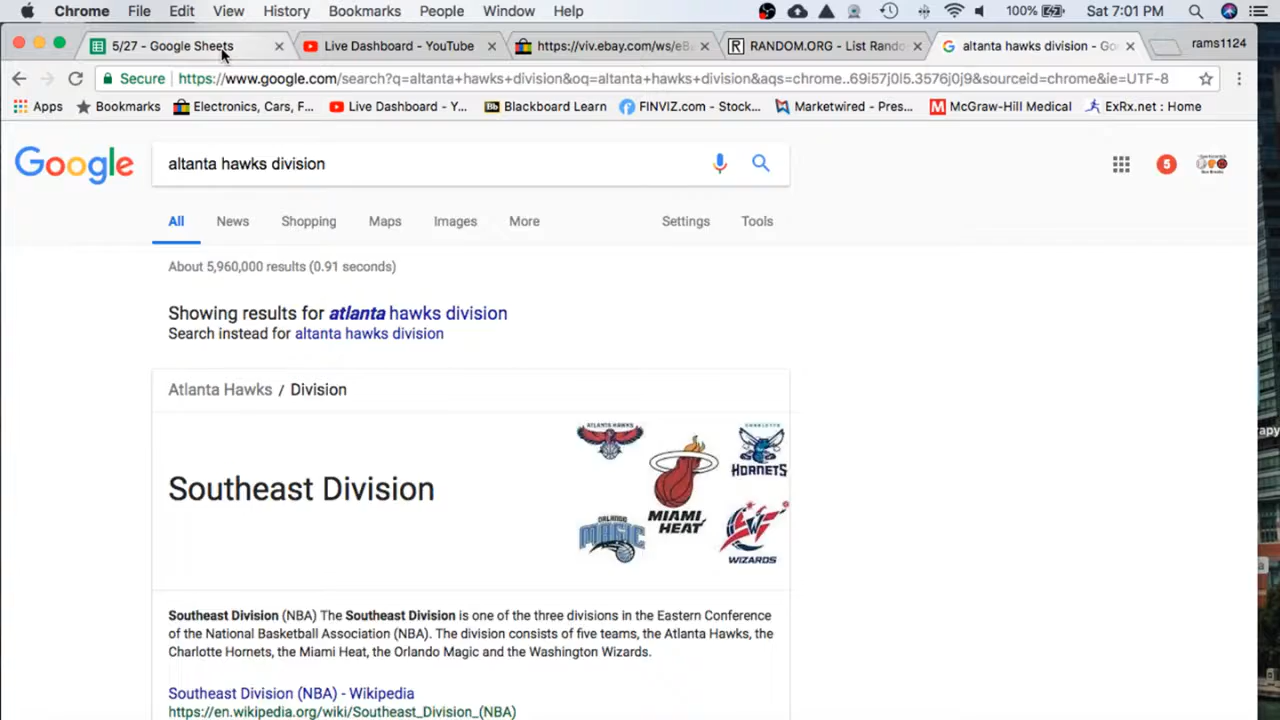 Chrome File Edit View History Bookmarks People Window Help 100% Sat 7:01 PM
5/27 - Google Sheets Live Dashboard - YouTube https://viv.ebay.com/ws/eB RANDOM.ORG - List Rando altanta hawks division - Go rams1124
Secure https://www.google.com/search?q=altanta+hawks+division&oq=altanta+hawks+division&aqs=chrome..69i57j0l5.3576j0j9&sourceid=chrome&ie=UTF-8
Apps Bookmarks Electronics, Cars, F... Live Dashboard - Y... Bb Blackboard Learn FINVIZ.com - Stock... Marketwired - Pres... M McGraw-Hill Medical ExRx.net : Home
Google altanta hawks division 5
All News Shopping Maps Images More Settings Tools
About 5,960,000 results (0.91 seconds)
Showing results for atlanta hawks division
Search instead for altanta hawks division
Atlanta Hawks / Division
ATLANTA HAWKS
CHARLOTTE
HORNETS
Southeast Division
MIAMI
HEAT
ORLANDO
MAGIC
WIZARDS
Southeast Division (NBA) The Southeast Division is one of the three divisions in the Eastern Conference
of the National Basketball Association (NBA). The division consists of five teams, the Atlanta Hawks, the
Charlotte Hornets, the Miami Heat, the Orlando Magic and the Washington Wizards.
Southeast Division (NBA) - Wikipedia
https://en.wikipedia.org/wiki/Southeast_Division_(NBA)